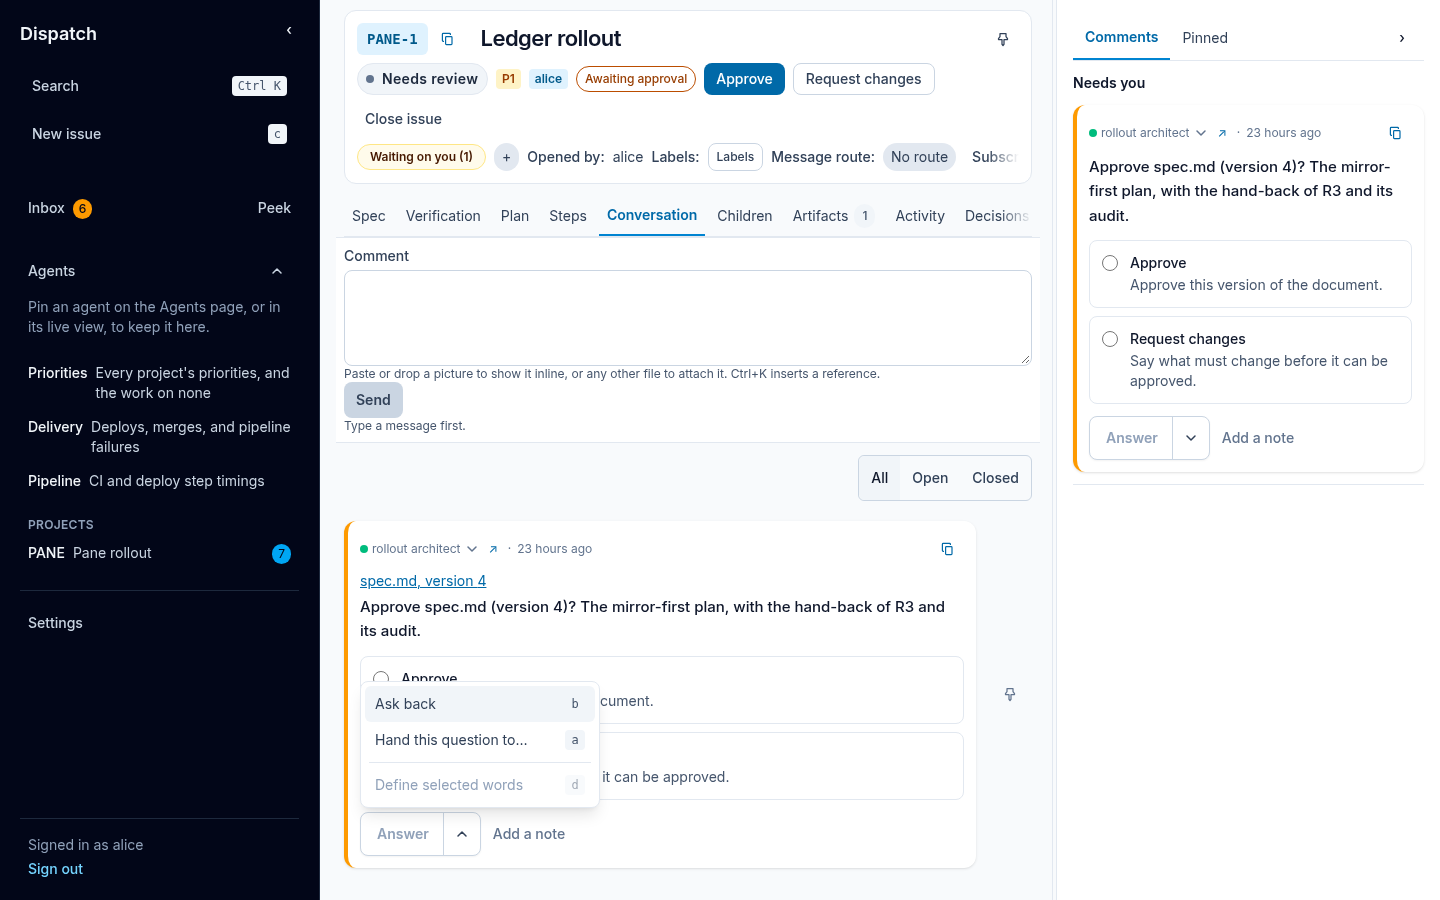 Dispatch
Search
Ctrl K
New issue
c
Inbox 6
Peek
Agents
Pin an agent on the Agents page, or in
its live view, to keep it here.
Priorities Every project's priorities, and
the work on none
Delivery Deploys, merges, and pipeline
failures
Pipeline CI and deploy step timings
PROJECTS
PANE Pane rollout 7
Settings
Signed in as alice
Sign out
PANE-1 Ledger rollout
Needs review P1 alice Awaiting approval Approve Request changes
Close issue
Waiting on you (1) + Opened by: alice Labels: Labels Message route: No route Subscr
Spec Verification Plan Steps Conversation Children Artifacts 1 Activity Decisions
Comment
Paste or drop a picture to show it inline, or any other file to attach it. Ctrl+K inserts a reference.
Send
Type a message first.
All Open Closed
rollout architect ↗ · 23 hours ago
spec.md, version 4
Approve spec.md (version 4)? The mirror-first plan, with the hand-back of R3 and
its audit.
Approve
cument.
it can be approved.
Ask back b
Hand this question to... a
Define selected words d
Answer Add a note
Comments Pinned
Needs you
rollout architect ↗ · 23 hours ago
Approve spec.md (version 4)? The mirror-
first plan, with the hand-back of R3 and its
audit.
Approve
Approve this version of the document.
Request changes
Say what must change before it can be
approved.
Answer Add a note